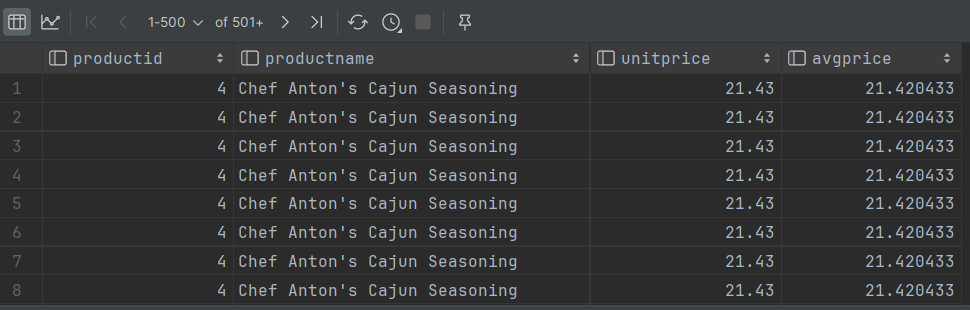 1-500 of 501+
productid productname unitprice avgprice
1 4 Chef Anton's Cajun Seasoning 21.43 21.420433
2 4 Chef Anton's Cajun Seasoning 21.43 21.420433
3 4 Chef Anton's Cajun Seasoning 21.43 21.420433
4 4 Chef Anton's Cajun Seasoning 21.43 21.420433
5 4 Chef Anton's Cajun Seasoning 21.43 21.420433
6 4 Chef Anton's Cajun Seasoning 21.43 21.420433
7 4 Chef Anton's Cajun Seasoning 21.43 21.420433
8 4 Chef Anton's Cajun Seasoning 21.43 21.420433